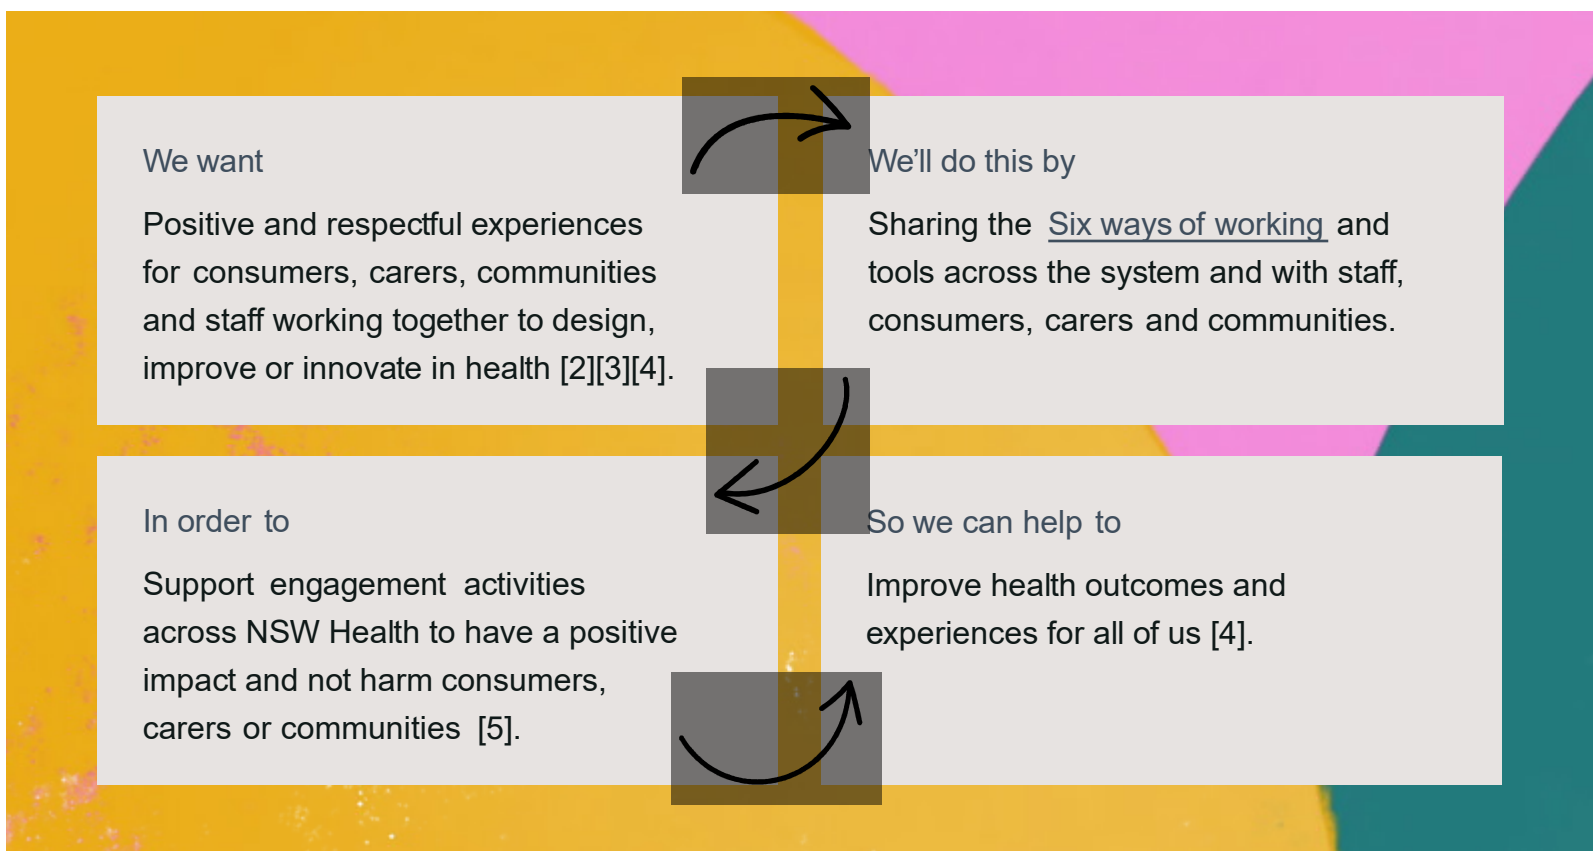 We want
Positive and respectful experiences
for consumers, carers, communities
and staff working together to design,
improve or innovate in health [2][3][4].
We’ll do this by
Sharing the Six ways of working and
tools across the system and with staff,
consumers, carers and communities.
In order to
Support engagement activities
across NSW Health to have a positive
impact and not harm consumers,
carers or communities [5].
So we can help to
Improve health outcomes and
experiences for all of us [4].